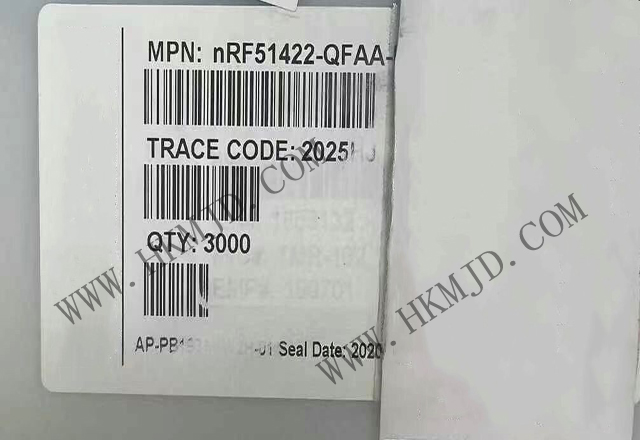 MPN: nRF51422-QFAA-
TRACE CODE: 2025
QTY: 3000
Seal Date: 2020
WWW.HKMJD.COM
WWW.HKMJD.COM